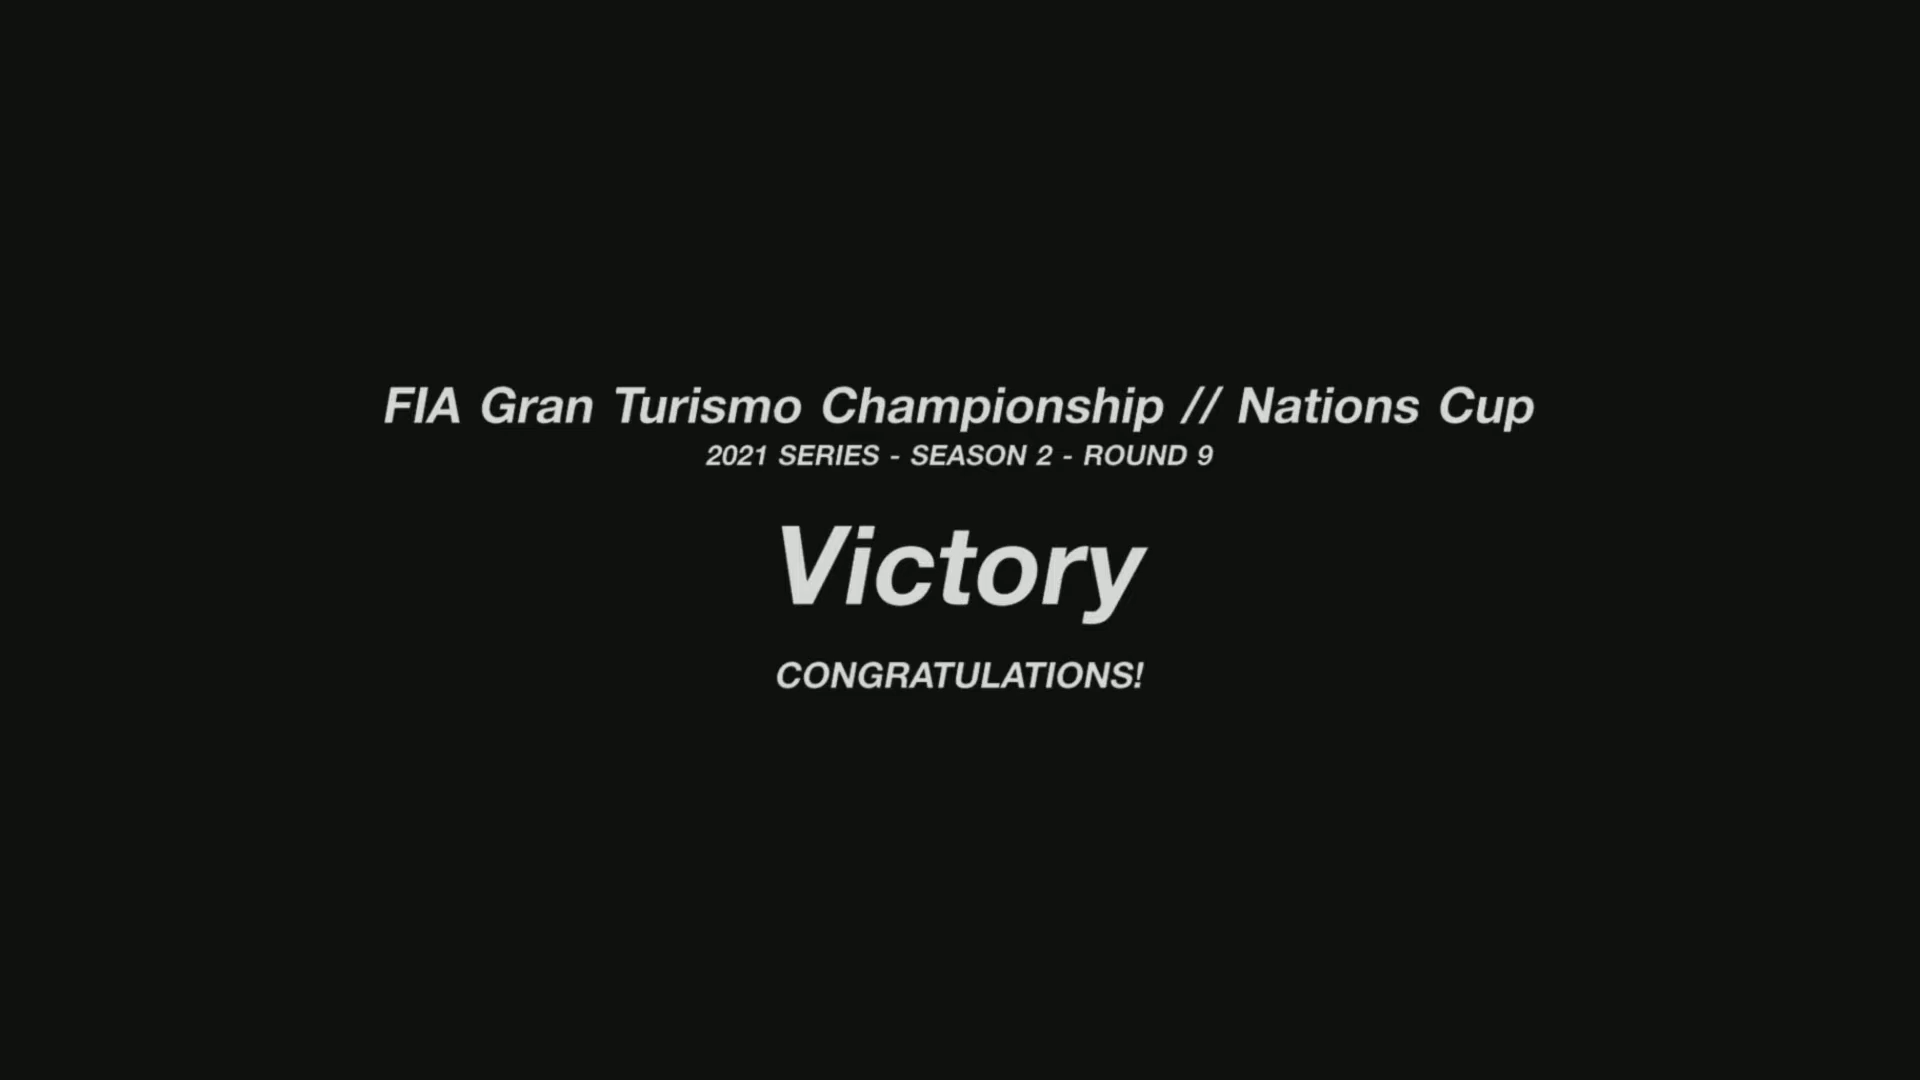 FIA Gran Turismo Championship // Nations Cup
2021 SERIES - SEASON 2 - ROUND 9
Victory
CONGRATULATIONS!